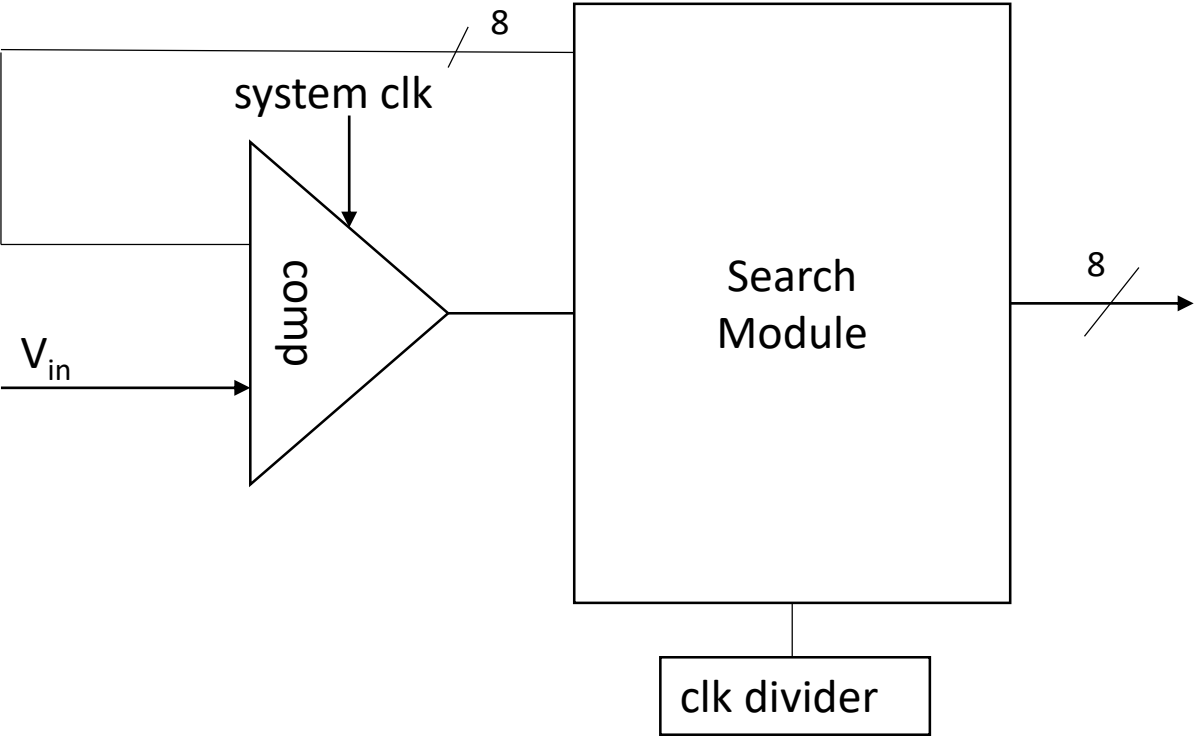 8
system clk
comp
V_in
Search
Module
8
clk divider